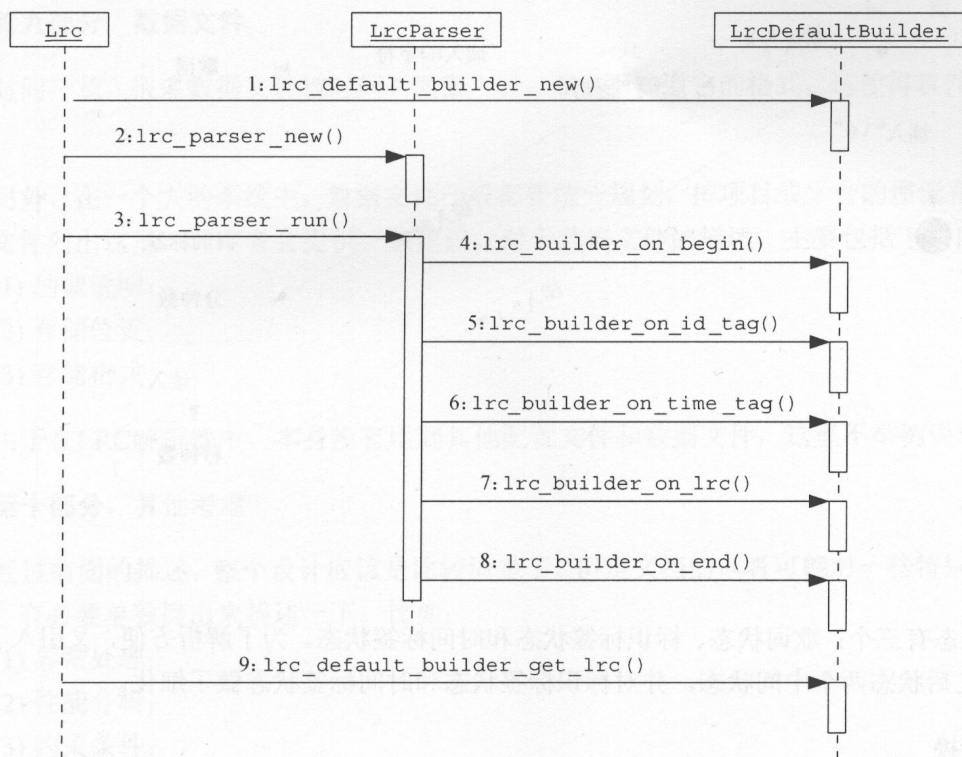 Lrc
LrcParser
LrcDefaultBuilder
1:lrc_default_builder_new()
2:lrc_parser_new()
3:lrc_parser_run()
4:lrc_builder_on_begin()
5:lrc_builder_on_id_tag()
6:lrc_builder_on_time_tag()
7:lrc_builder_on_lrc()
8:lrc_builder_on_end()
9:lrc_default_builder_get_lrc()